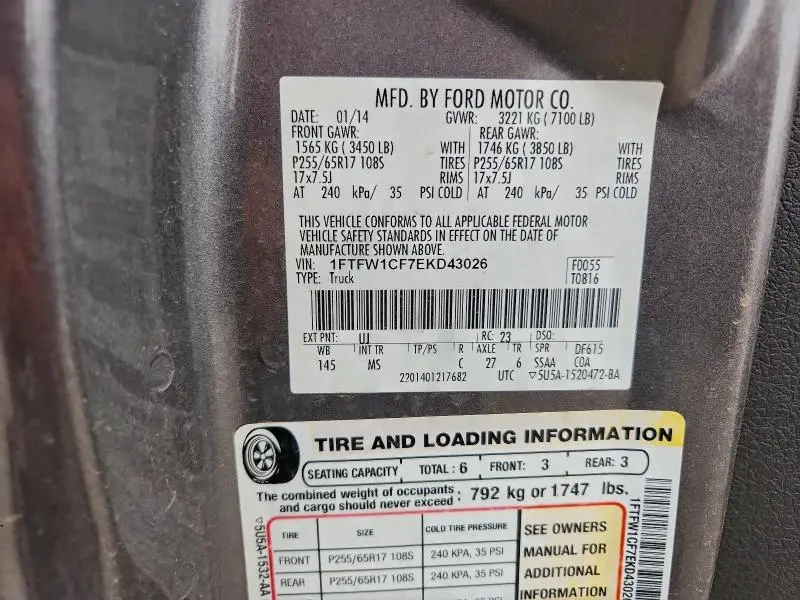 MFD. BY FORD MOTOR CO.
DATE: 01/14 GVWR: 3221 KG ( 7100 LB)
FRONT GAWR: REAR GAWR:
1565 KG ( 3450 LB) WITH 1746 KG ( 3850 LB) WITH
P255/65R17 108S TIRES P255/65R17 108S TIRES
17x7.5J RIMS 17x7.5J RIMS
AT 240 kPa/ 35 PSI COLD AT 240 kPa/ 35 PSI COLD
THIS VEHICLE CONFORMS TO ALL APPLICABLE FEDERAL MOTOR
VEHICLE SAFETY STANDARDS IN EFFECT ON THE DATE OF
MANUFACTURE SHOWN ABOVE.
VIN: 1FTFW1CF7EKD43026 F0055
TYPE: Truck T0816
EXT PNT: UJ RC: 23 DSO:
WB INT TR TP/PS R AXLE TR SPR DF615
145 MS C 27 6 SSAA COA
2201401217682 UTC ▽5U5A-1520472-BA
TIRE AND LOADING INFORMATION
SEATING CAPACITY TOTAL : 6 FRONT: 3 REAR: 3
The combined weight of occupants and cargo should never exceed : 792 kg or 1747 lbs.
TIRE SIZE COLD TIRE PRESSURE
FRONT P255/65R17 108S 240 KPA, 35 PSI
REAR P255/65R17 108S 240 KPA, 35 PSI
35 PSI
SEE OWNERS
MANUAL FOR
ADDITIONAL
INFORMATION
▽5U5A-1532-AA
1FTFW1CF7EKD4302